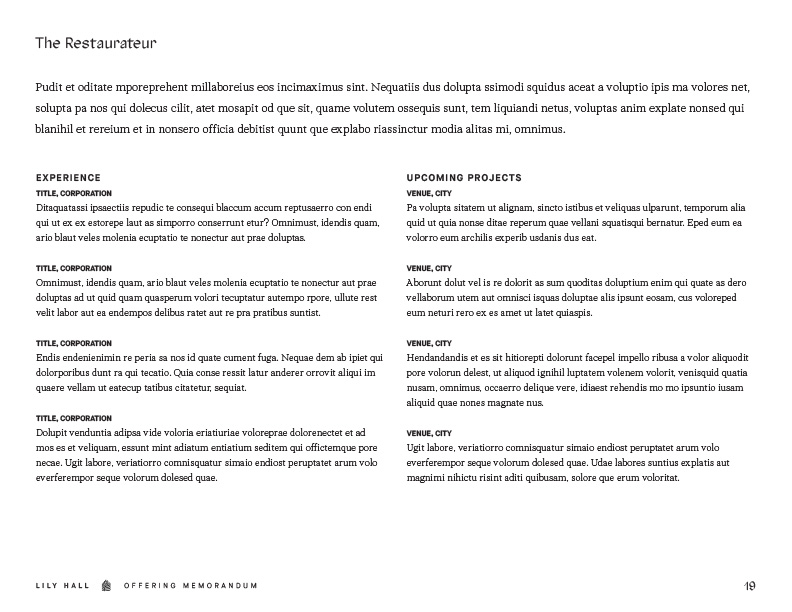 The Restaurateur
Pudit et oditate mporeprehent millaboreius eos incimaximus sint. Nequatiis dus dolupta ssimodi squidus aceat a voluptio ipis ma volores net,
solupta pa nos qui dolecus cilit, atet mosapit od que sit, quame volutem ossequis sunt, tem liquiandi netus, voluptas anim explate nonsed qui
blanihil et rereium et in nonsero officia debitist quunt que explabo riassinctur modia alitas mi, omnimus.
EXPERIENCE
TITLE, CORPORATION
Ditaquatassi ipsaectiis repudic te consequi blaccum accum reptusaerro con endi
qui ut ex ex estorepe laut as simporro conserrunt etur? Omnimust, idendis quam,
ario blaut veles molenia ecuptatio te nonectur aut prae doluptas.
TITLE, CORPORATION
Omnimust, idendis quam, ario blaut veles molenia ecuptatio te nonectur aut prae
doluptas ad ut quid quam quasperum volori tecuptatur autempo rpore, ullute rest
velit labor aut ea endempos delibus ratet aut re pra pratibus suntist.
TITLE, CORPORATION
Endis endenienimin re peria sa nos id quate cument fuga. Nequae dem ab ipiet qui
dolorporibus dunt ra qui tecatio. Quia conse ressit latur anderer orrovit aliqui im
quaere vellam ut eatecup tatibus citatetur, sequiat.
TITLE, CORPORATION
Dolupit venduntia adipsa vide voloria eriatiuriae voloreprae dolorenectet et ad
mos es et veliquam, essunt mint adiatum entiatium seditem qui offictemque pore
necae. Ugit labore, veriatiorro comnisquatur simaio endiost peruptatet arum volo
everferempor seque volorum dolesed quae.
UPCOMING PROJECTS
VENUE, CITY
Pa volupta sitatem ut alignam, sincto istibus et veliquas ulparunt, temporum alia
quid ut quia nonse ditae reperum quae vellani squatisqui bernatur. Eped eum ea
volorro eum archilis experib usdanis dus eat.
VENUE, CITY
Aborunt dolut vel is re dolorit as sum quoditas doluptium enim qui quate as dero
vellaborum utem aut omnisci isquas doluptae alis ipsunt eosam, cus voloreped
eum neturi rero ex es amet ut latet quiaspis.
VENUE, CITY
Hendandandis et es sit hitiorepti dolorunt facepel impello ribusa a volor aliquodit
pore volorun delest, ut aliquod ignihil luptatem volenem volorit, venisquid quatia
nusam, omnimus, occaerro delique vere, idiaest rehendis mo mo ipsuntio iusam
aliquid quae nones magnate nus.
VENUE, CITY
Ugit labore, veriatiorro comnisquatur simaio endiost peruptatet arum volo
everferempor seque volorum dolesed quae. Udae labores suntius explatis aut
magnimi nihictu risint aditi quibusam, solore que erum voloritat.
LILY HALL OFFERING MEMORANDUM
19